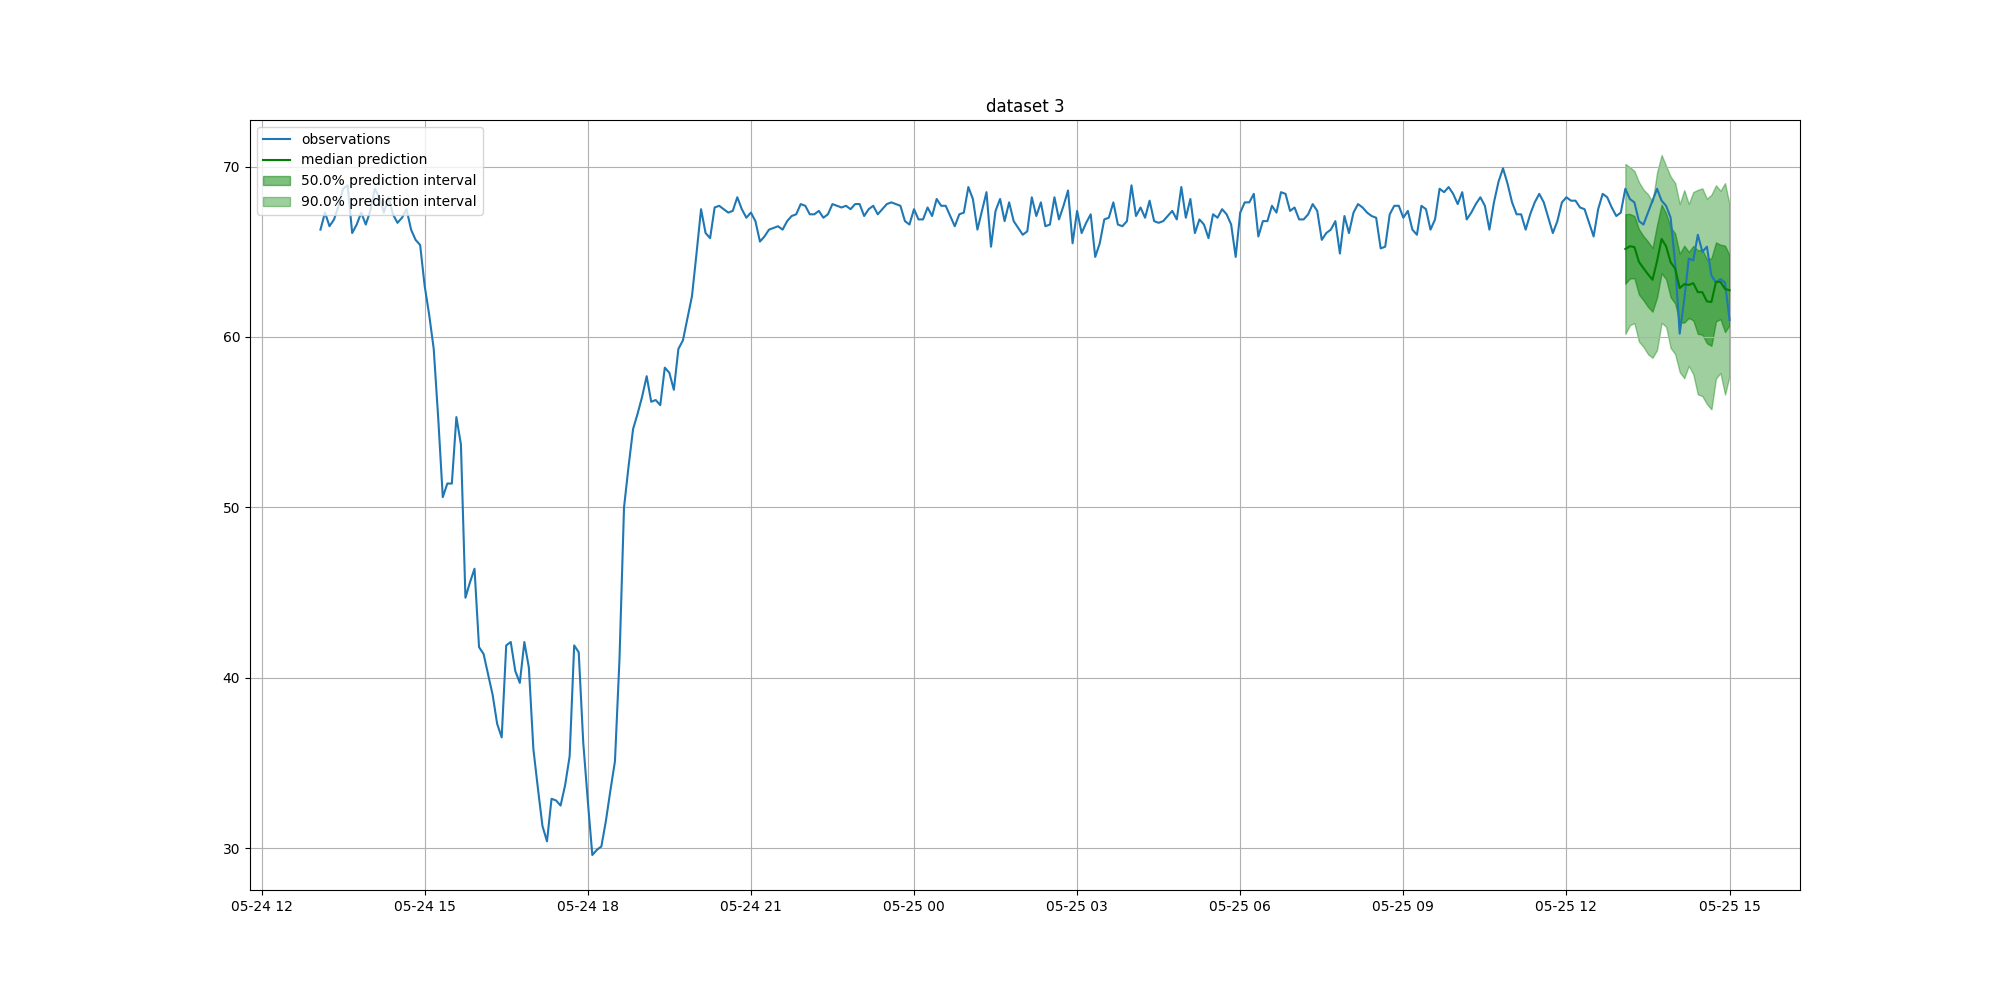 dataset 3
observations
median prediction
50.0% prediction interval
90.0% prediction interval
70
60
50
40
30
05-24 12 05-24 15 05-24 18 05-24 21 05-25 00 05-25 03 05-25 06 05-25 09 05-25 12 05-25 15